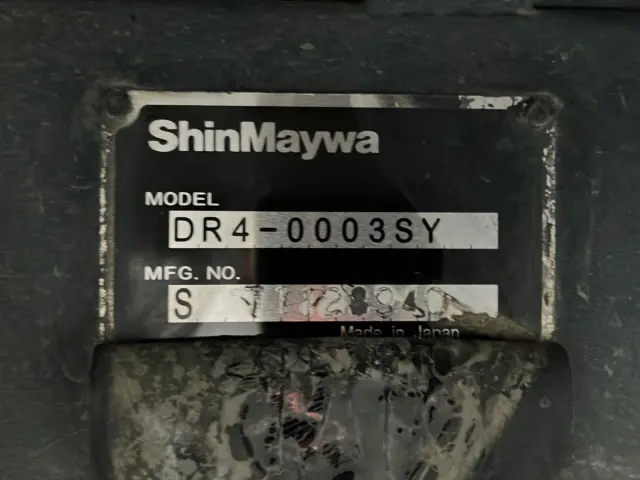 ShinMaywa
MODEL
DR4-0003SY
MFG. NO.
S
Made in Japan